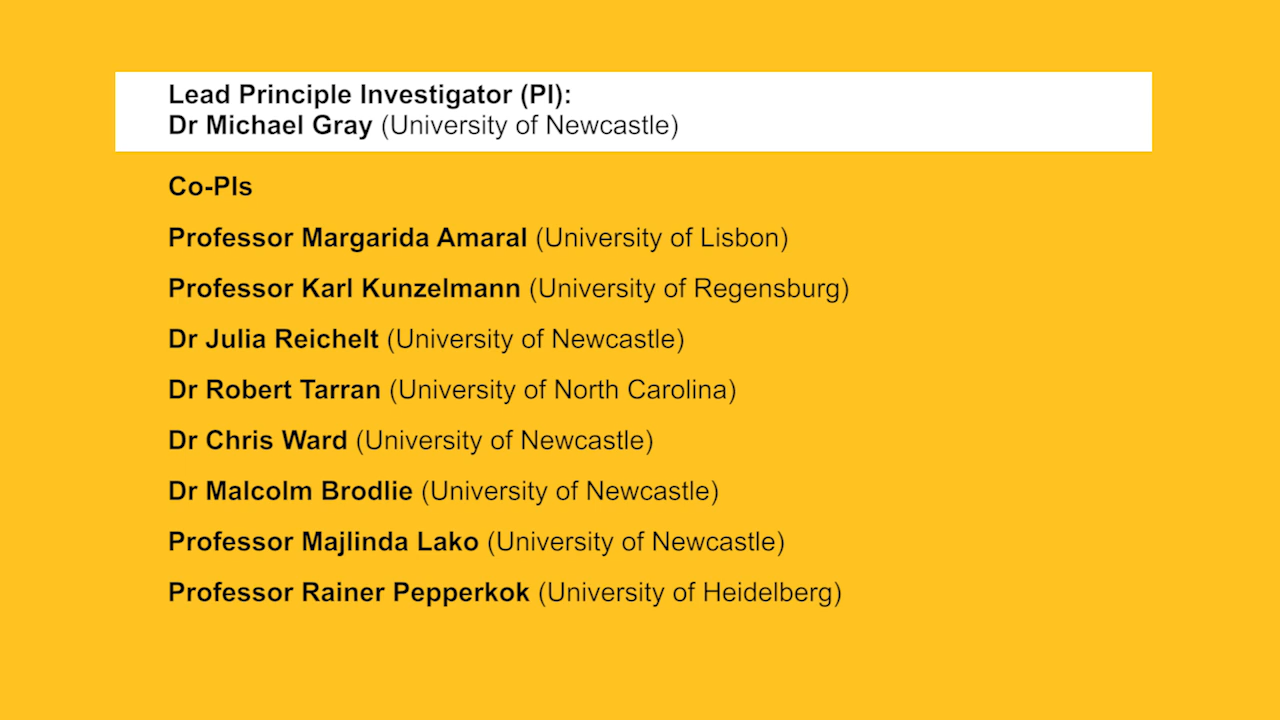 Lead Principle Investigator (PI):
Dr Michael Gray (University of Newcastle)
Co-PIs
Professor Margarida Amaral (University of Lisbon)
Professor Karl Kunzelmann (University of Regensburg)
Dr Julia Reichelt (University of Newcastle)
Dr Robert Tarran (University of North Carolina)
Dr Chris Ward (University of Newcastle)
Dr Malcolm Brodlie (University of Newcastle)
Professor Majlinda Lako (University of Newcastle)
Professor Rainer Pepperkok (University of Heidelberg)